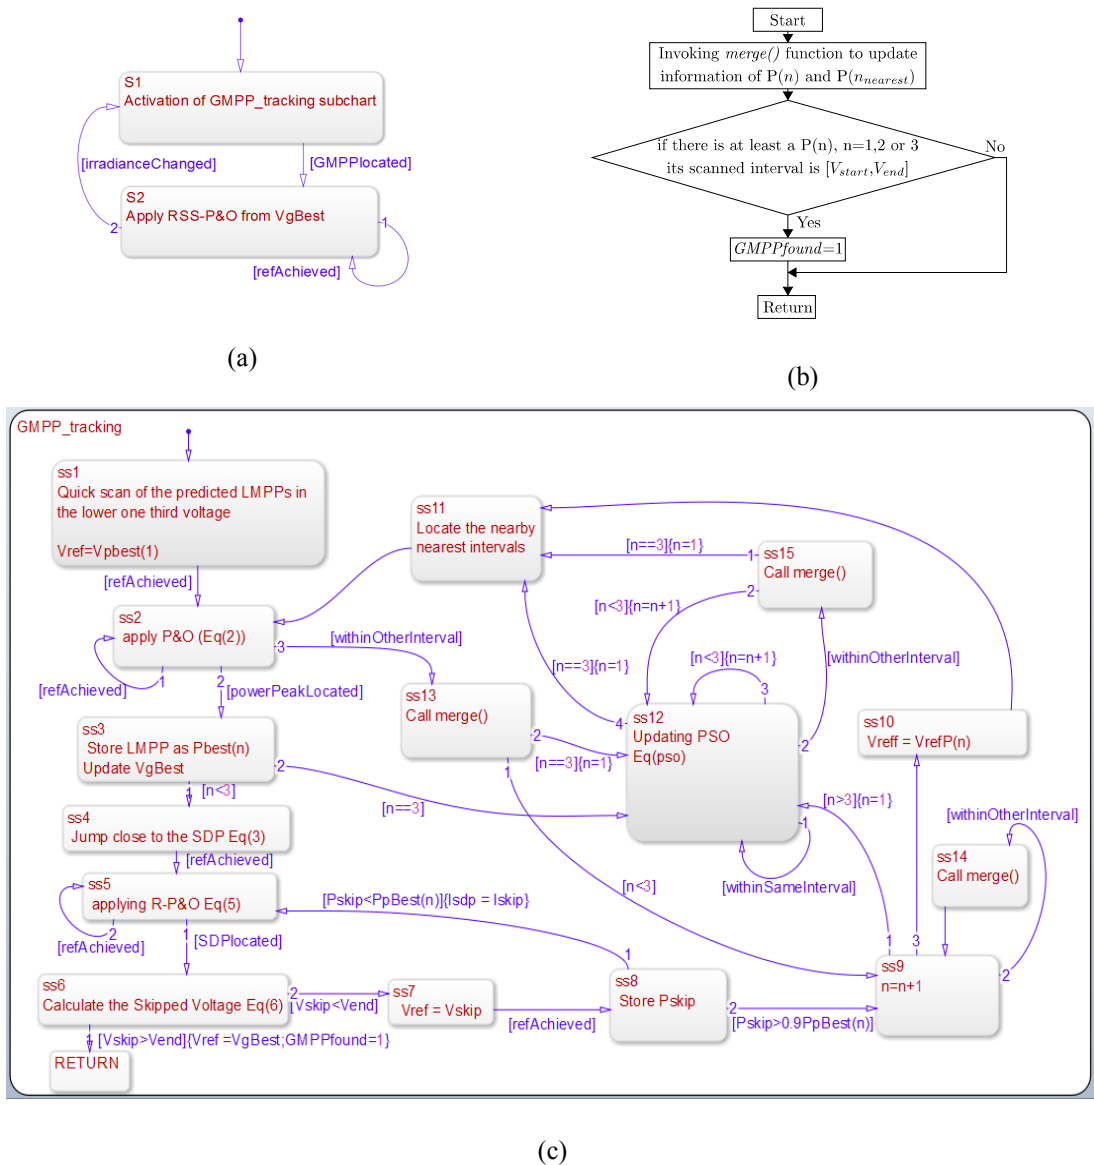 S1
Activation of GMPP_tracking subchart
[irradianceChanged]
[GMPPlocated]
S2
Apply RSS-P&O from VgBest
1
2
[refAchieved]
(a)
Start
Invoking merge() function to update
information of P(n) and P(n_nearest)
if there is at least a P(n), n=1,2 or 3
its scanned interval is [V_start,V_end]
No
Yes
GMPPfound=1
Return
(b)
GMPP_tracking
ss1
Quick scan of the predicted LMPPs in
the lower one third voltage
Vref=Vpbest(1)
[refAchieved]
ss2
apply P&O (Eq(2))
[refAchieved]
1
2
[powerPeakLocated]
3
[withinOtherInterval]
ss3
Store LMPP as Pbest(n)
Update VgBest
1
[n<3]
2
[n==3]
ss4
Jump close to the SDP Eq(3)
[refAchieved]
ss5
applying R-P&O Eq(5)
[refAchieved]
2
1
[SDPlocated]
ss6
Calculate the Skipped Voltage Eq(6)
2
[Vskip<Vend]
1
[Vskip>Vend]{Vref =VgBest;GMPPfound=1}
RETURN
ss7
Vref = Vskip
[refAchieved]
ss8
Store Pskip
1
[Pskip<PpBest(n)]{Isdp = Iskip}
2
[Pskip>0.9PpBest(n)]
ss9
n=n+1
1
[n>3]{n=1}
3
2
[withinOtherInterval]
ss10
Vreff = VrefP(n)
ss11
Locate the nearby
nearest intervals
ss12
Updating PSO
Eq(pso)
1
[withinSameInterval]
2
[withinOtherInterval]
3
[n<3]{n=n+1}
4
[n==3]{n=1}
ss13
Call merge()
1
[n<3]
2
[n==3]{n=1}
ss14
Call merge()
ss15
Call merge()
1
[n==3]{n=1}
2
[n<3]{n=n+1}
(c)